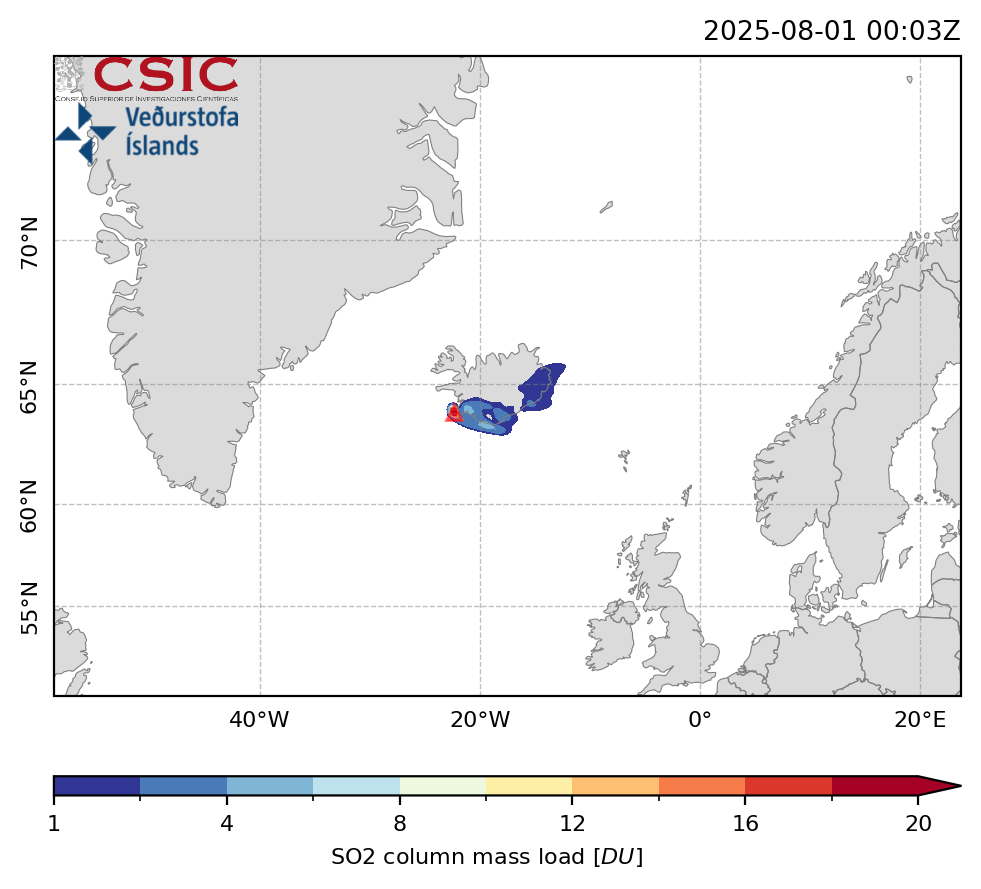 2025-08-01 00:03Z
CSIC
CONSEJO SUPERIOR DE INVESTIGACIONES CIENTÍFICAS
Veðurstofa
Íslands
70°N
65°N
60°N
55°N
40°W 20°W 0° 20°E
1 4 8 12 16 20
SO2 column mass load [DU]